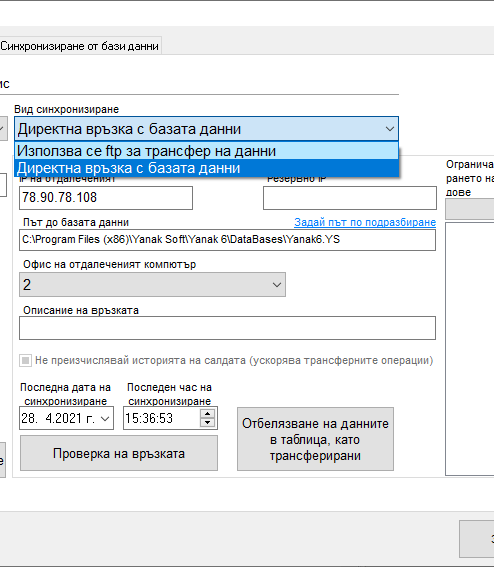 Синхронизиране от бази данни
ис
Вид синхронизиране
Директна връзка с базата данни
Използва се ftp за трансфер на данни
Директна връзка с базата данни
IP на отдалеченият
Резервно IP
78.90.78.108
Път до базата данни
Задай път по подразбиране
C:\Program Files (x86)\Yanak Soft\Yanak 6\DataBases\Yanak6.YS
Офис на отдалеченият компютър
2
Описание на връзката
Не преизчислявай историята на салдата (ускорява трансферните операции)
Последна дата на
синхронизиране
Последен час на
синхронизиране
28. 4.2021 г.
15:36:53
Проверка на връзката
Отбелязване на данните
в таблица, като
трансферирани
Огранича
рането на
дове
е